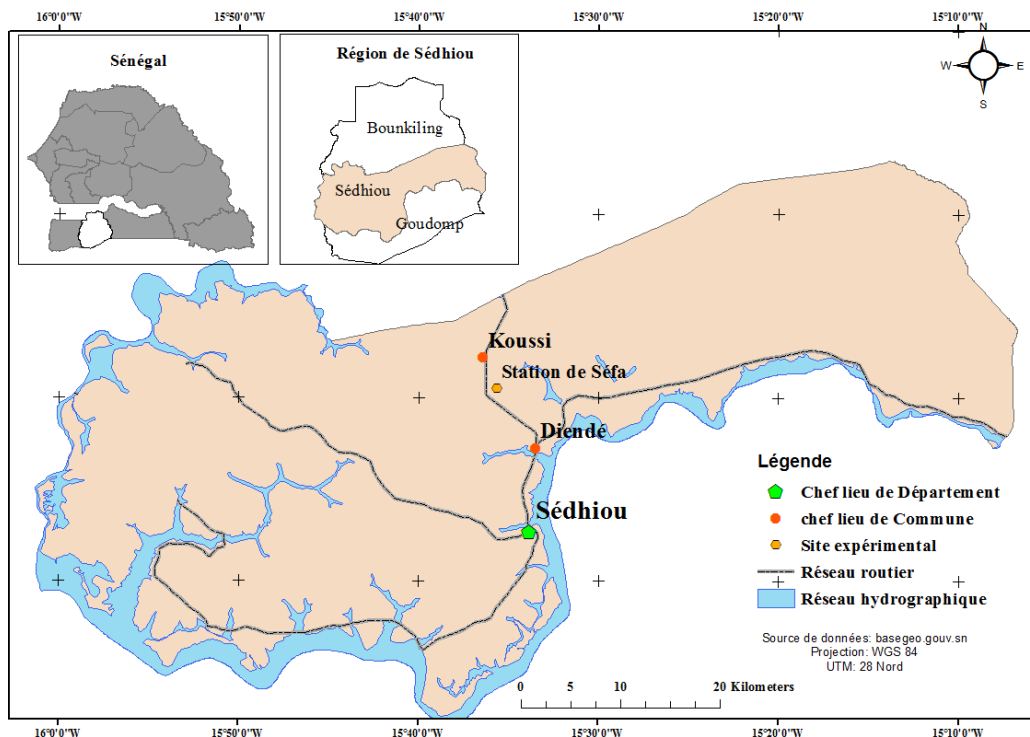 16°0'0"W 15°50'0"W 15°40'0"W 15°30'0"W 15°20'0"W 15°10'0"W
Sénégal
Région de Sédhiou
Bounkiling
Sédhiou
Goudomp
N
W E
S
Koussi
Station de Séfa
Diendé
Sédhiou
Légende
Chef lieu de Département
chef lieu de Commune
Site expérimental
Réseau routier
Réseau hydrographique
Source de données: basegeo.gouv.sn
Projection: WGS 84
UTM: 28 Nord
0 5 10 20 Kilometers
16°0'0"W 15°50'0"W 15°40'0"W 15°30'0"W 15°20'0"W 15°10'0"W